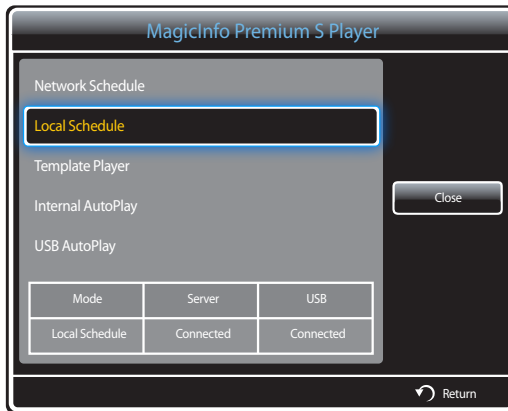 MagicInfo Premium S Player
Network Schedule
Local Schedule
Template Player
Internal AutoPlay
USB AutoPlay
Close
Mode Server USB
Local Schedule Connected Connected
Return